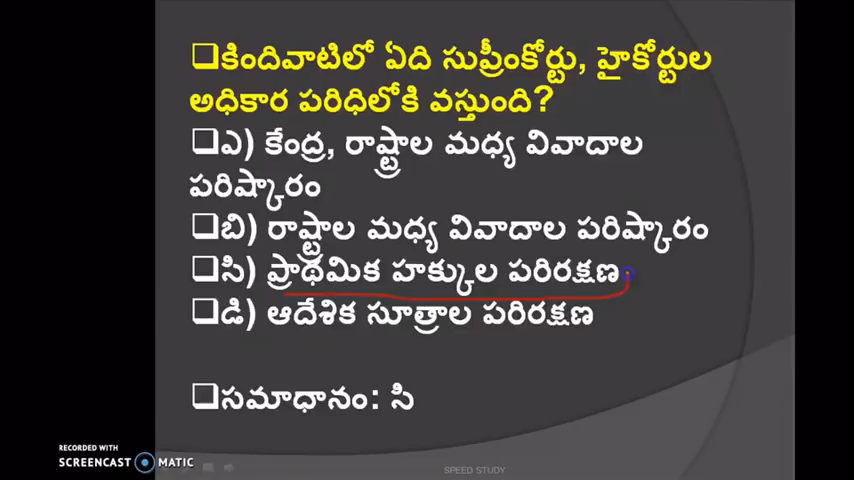 ❑కిందివాటిలో ఏది సుప్రీంకోర్టు, హైకోర్టుల
అధికార పరిధిలోకి వస్తుంది?
❑ఎ) కేంద్ర, రాష్ట్రాల మధ్య వివాదాల
పరిష్కారం
❑బి) రాష్ట్రాల మధ్య వివాదాల పరిష్కారం
❑సి) ప్రాథమిక హక్కుల పరిరక్షణ
❑డి) ఆదేశిక సూత్రాల పరిరక్షణ
❑సమాధానం: సి
RECORDED WITH
SCREENCAST MATIC
SPEED STUDY